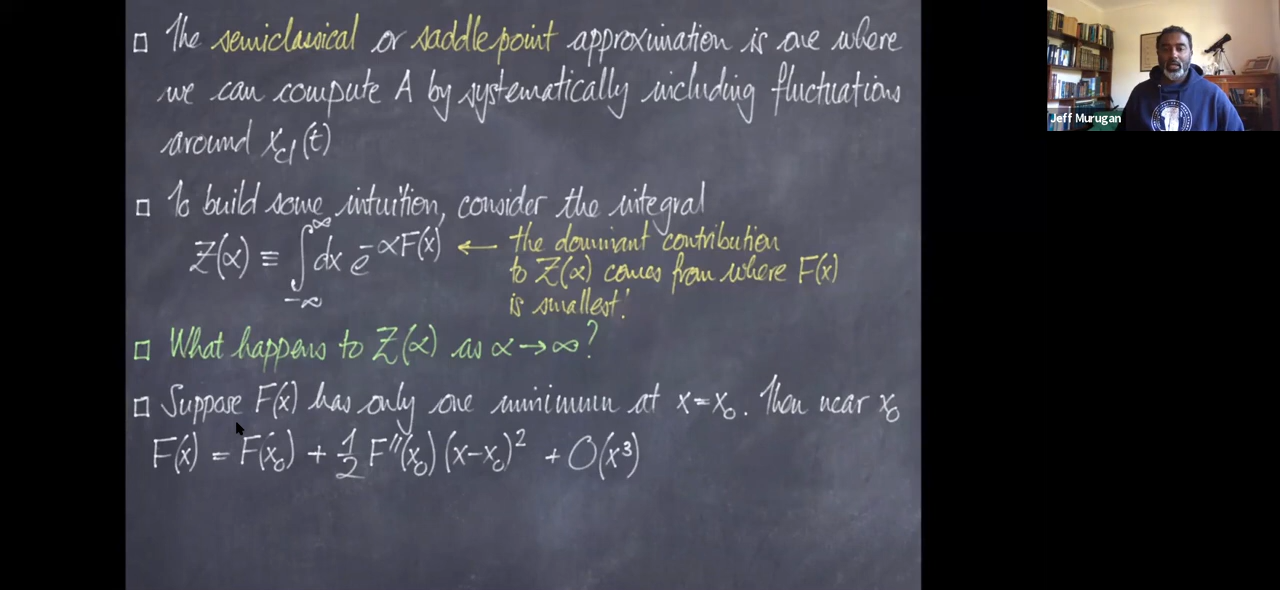 □ The semiclassical or saddlepoint approximation is one where
we can compute A by systematically including fluctuations
around x_cl(t)
□ To build some intuition, consider the integral
Z(α) ≡ ∫_{-∞}^{∞} dx e^{-αF(x)} ← the dominant contribution
to Z(α) comes from where F(x)
is smallest!
□ What happens to Z(α) as α→∞?
□ Suppose F(x) has only one minimum at x=x₀. Then near x₀
F(x) = F(x₀) + 1/2 F''(x₀)(x-x₀)² + O(x³)
Jeff Murugan